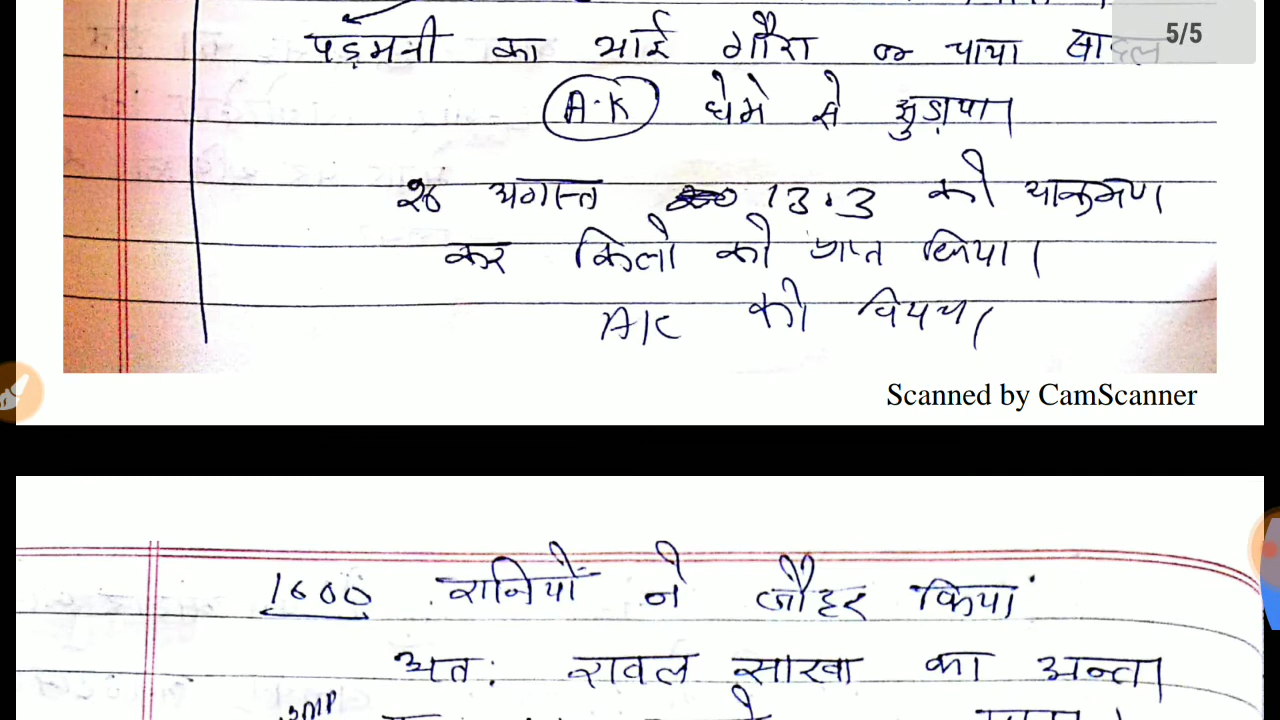 5/5
पद्मनी का भाई गौरा व चाचा बादल
A.K खेमे से छुड़ाया।
26 अगस्त 1303 को आक्रमण
कर किलो को प्राप्त किया।
A/C को विजय।
Scanned by CamScanner
1600 रानियों ने जौहर किया
अतः रावल साखा का अन्त।
Imp